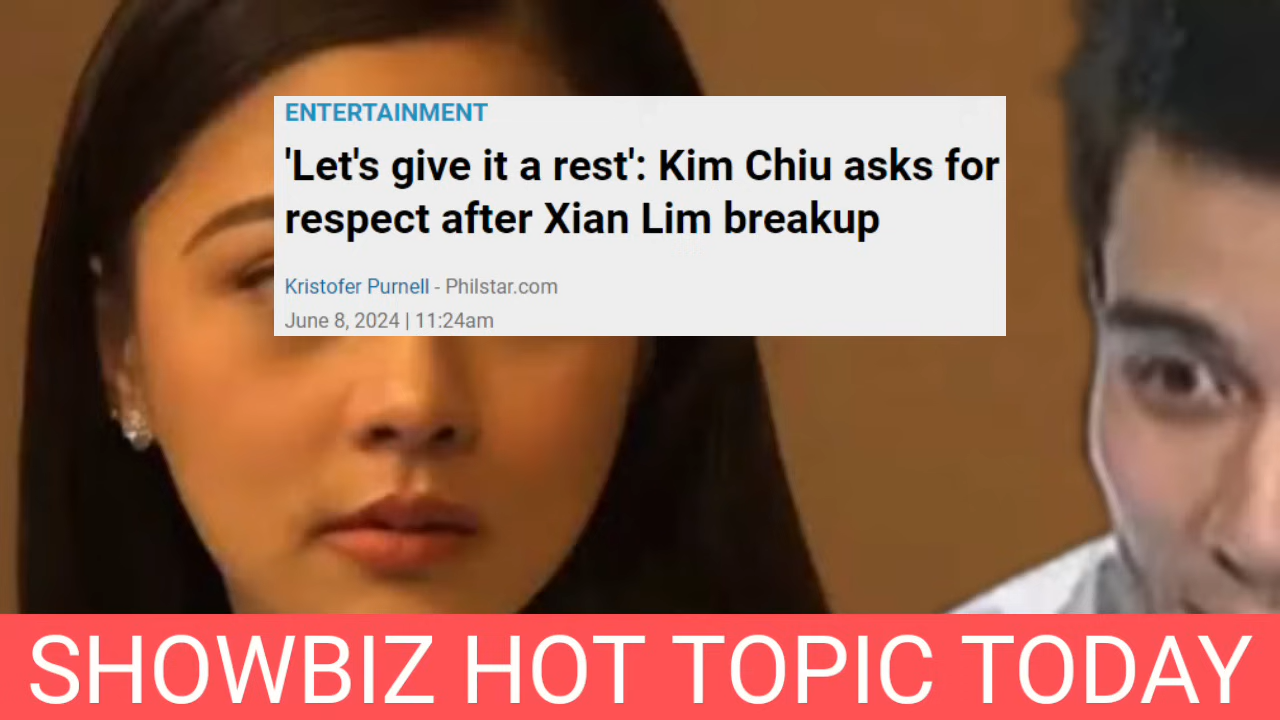 ENTERTAINMENT
'Let's give it a rest': Kim Chiu asks for
respect after Xian Lim breakup
Kristofer Purnell - Philstar.com
June 8, 2024 | 11:24am
SHOWBIZ HOT TOPIC TODAY